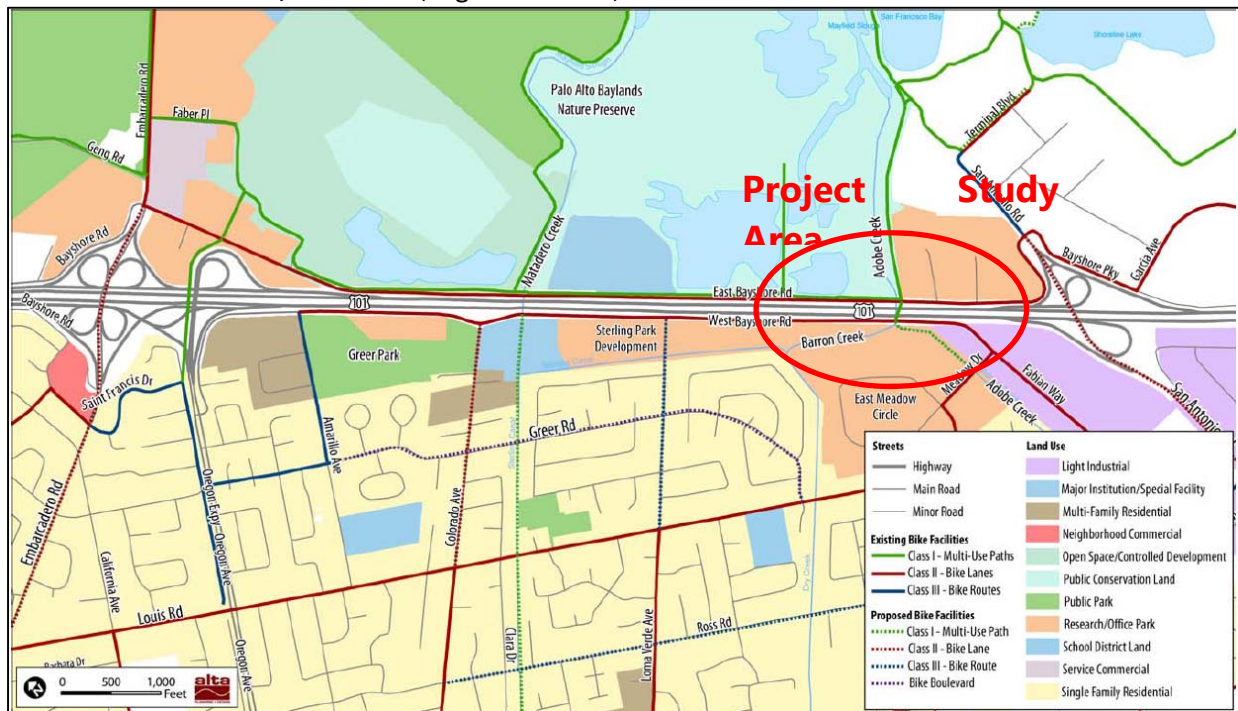 Mayfield Slough
San Francisco Bay
Shoreline Lake
Embarcadero Rd
Faber Pl
Geng Rd
Palo Alto Baylands
Nature Preserve
Terminal Blvd
San Antonio Rd
Project Study
Area
Matadero Creek
Adobe Creek
Bayshore Rd
Bayshore Pky
Garcia Ave
Bayshore Rd
101
East Bayshore Rd
101
West Bayshore Rd
Sterling Park
Development
Barron Creek
Greer Park
Saint Francis Dr
Amarillo Ave
Meadow Dr
Fabian Way
Adobe Creek
San Antonio
East Meadow
Circle
Greer Rd
Embarcadero Rd
California Ave
Oregon Expy
Oregon Ave
Oregon Ave
Colorado Ave
Clara Dr
Loma Verde Ave
Louis Rd
Ross Rd
Dry Creek
Barbara Dr
0 500 1,000
Feet
alta
PLANNING + DESIGN
Streets
Highway
Main Road
Minor Road
Existing Bike Facilities
Class I - Multi-Use Paths
Class II - Bike Lanes
Class III - Bike Routes
Proposed Bike Facilities
Class I - Multi-Use Path
Class II - Bike Lane
Class III - Bike Route
Bike Boulevard
Land Use
Light Industrial
Major Institution/Special Facility
Multi-Family Residential
Neighborhood Commercial
Open Space/Controlled Development
Public Conservation Land
Public Park
Research/Office Park
School District Land
Service Commercial
Single Family Residential